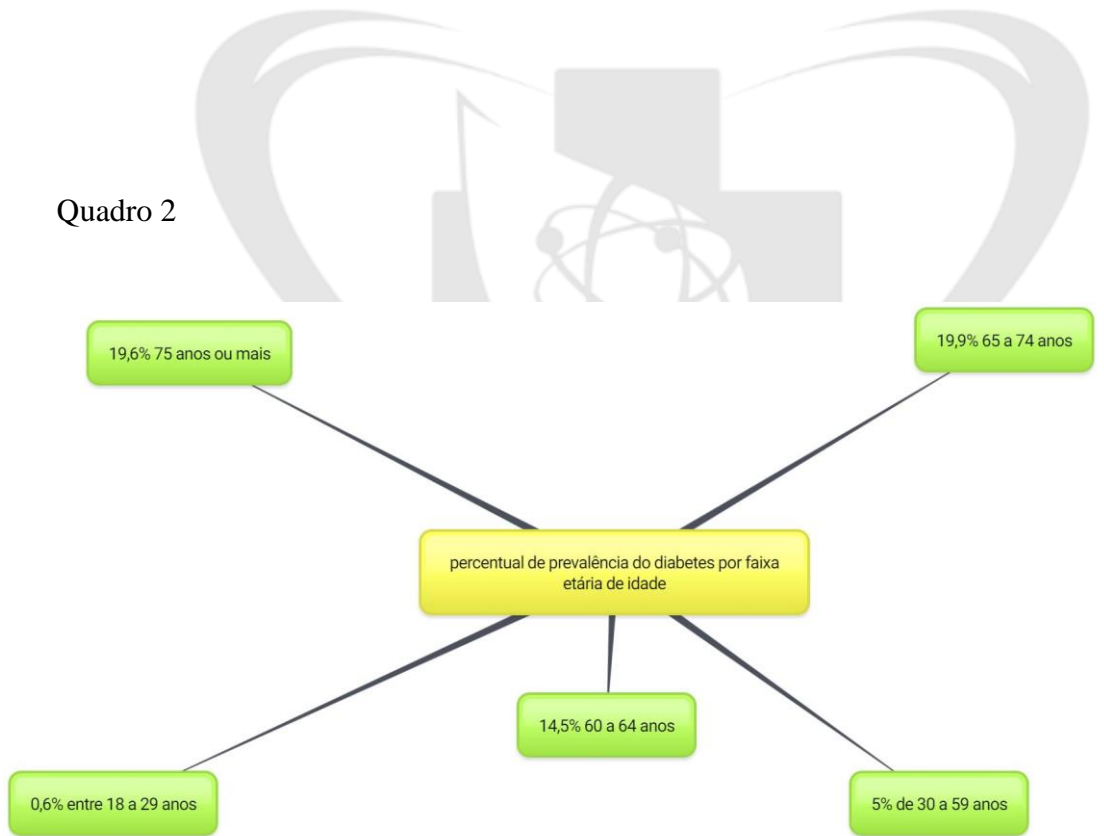 Quadro 2
19,6% 75 anos ou mais
19,9% 65 a 74 anos
percentual de prevalência do diabetes por faixa
etária de idade
14,5% 60 a 64 anos
0,6% entre 18 a 29 anos
5% de 30 a 59 anos